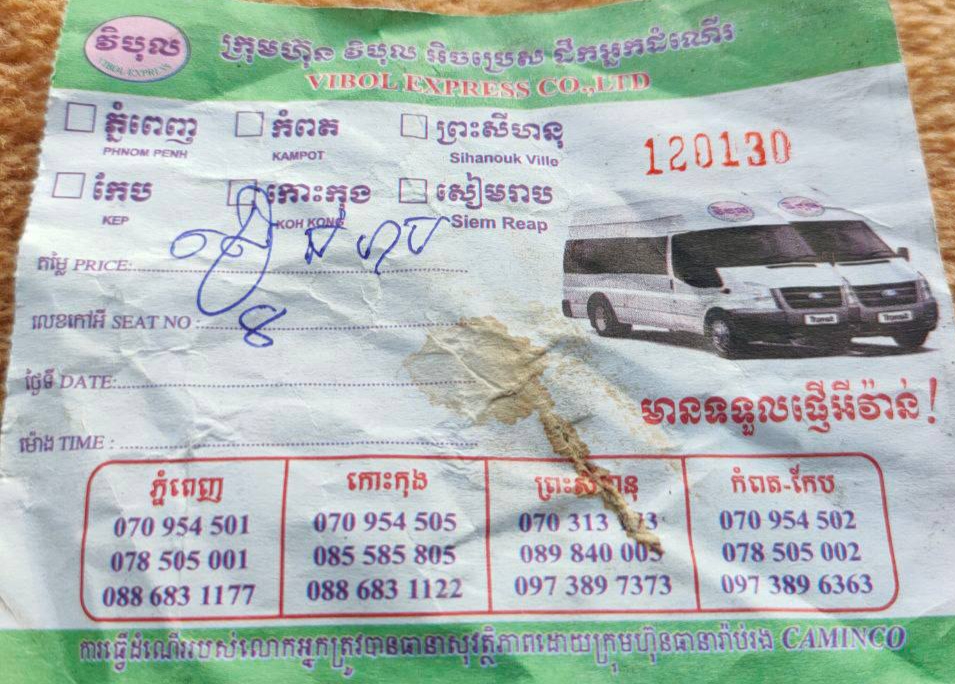 វិបុល
VIBOL EXPRESS
ក្រុមហ៊ុន វិបុល អិចប្រេស ដឹកអ្នកដំណើរ
VIBOL EXPRESS CO.,LTD
ភ្នំពេញ កំពត ព្រះសីហនុ
PHNOM PENH KAMPOT Sihanouk Ville
120130
កែប កោះកុង សៀមរាប
KEP KOH KONG Siem Reap
តម្លៃ PRICE:
លេខកៅអី SEAT NO :
ថ្ងៃទី DATE:
ម៉ោង TIME :
Transit Transit
មានទទួលផ្ញើអីវ៉ាន់!
ភ្នំពេញ កោះកុង ព្រះសីហនុ កំពត-កែប
070 954 501 070 954 505 070 313 070 954 502
078 505 001 085 585 805 089 840 005 078 505 002
088 683 1177 088 683 1122 097 389 7373 097 389 6363
ការធ្វើដំណើររបស់លោកអ្នកត្រូវបានធានាសុវត្ថិភាពដោយក្រុមហ៊ុនធានារ៉ាប់រង CAMINCO